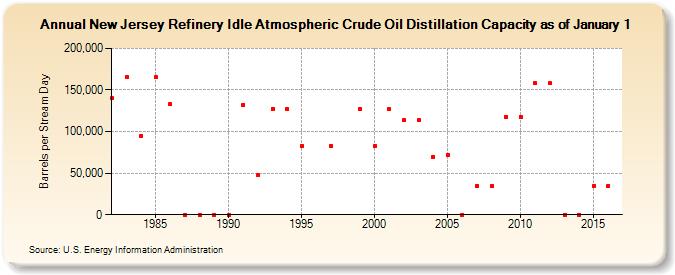 Annual New Jersey Refinery Idle Atmospheric Crude Oil Distillation Capacity as of January 1
Barrels per Stream Day
200,000
150,000
100,000
50,000
0
1985 1990 1995 2000 2005 2010 2015
Source: U.S. Energy Information Administration